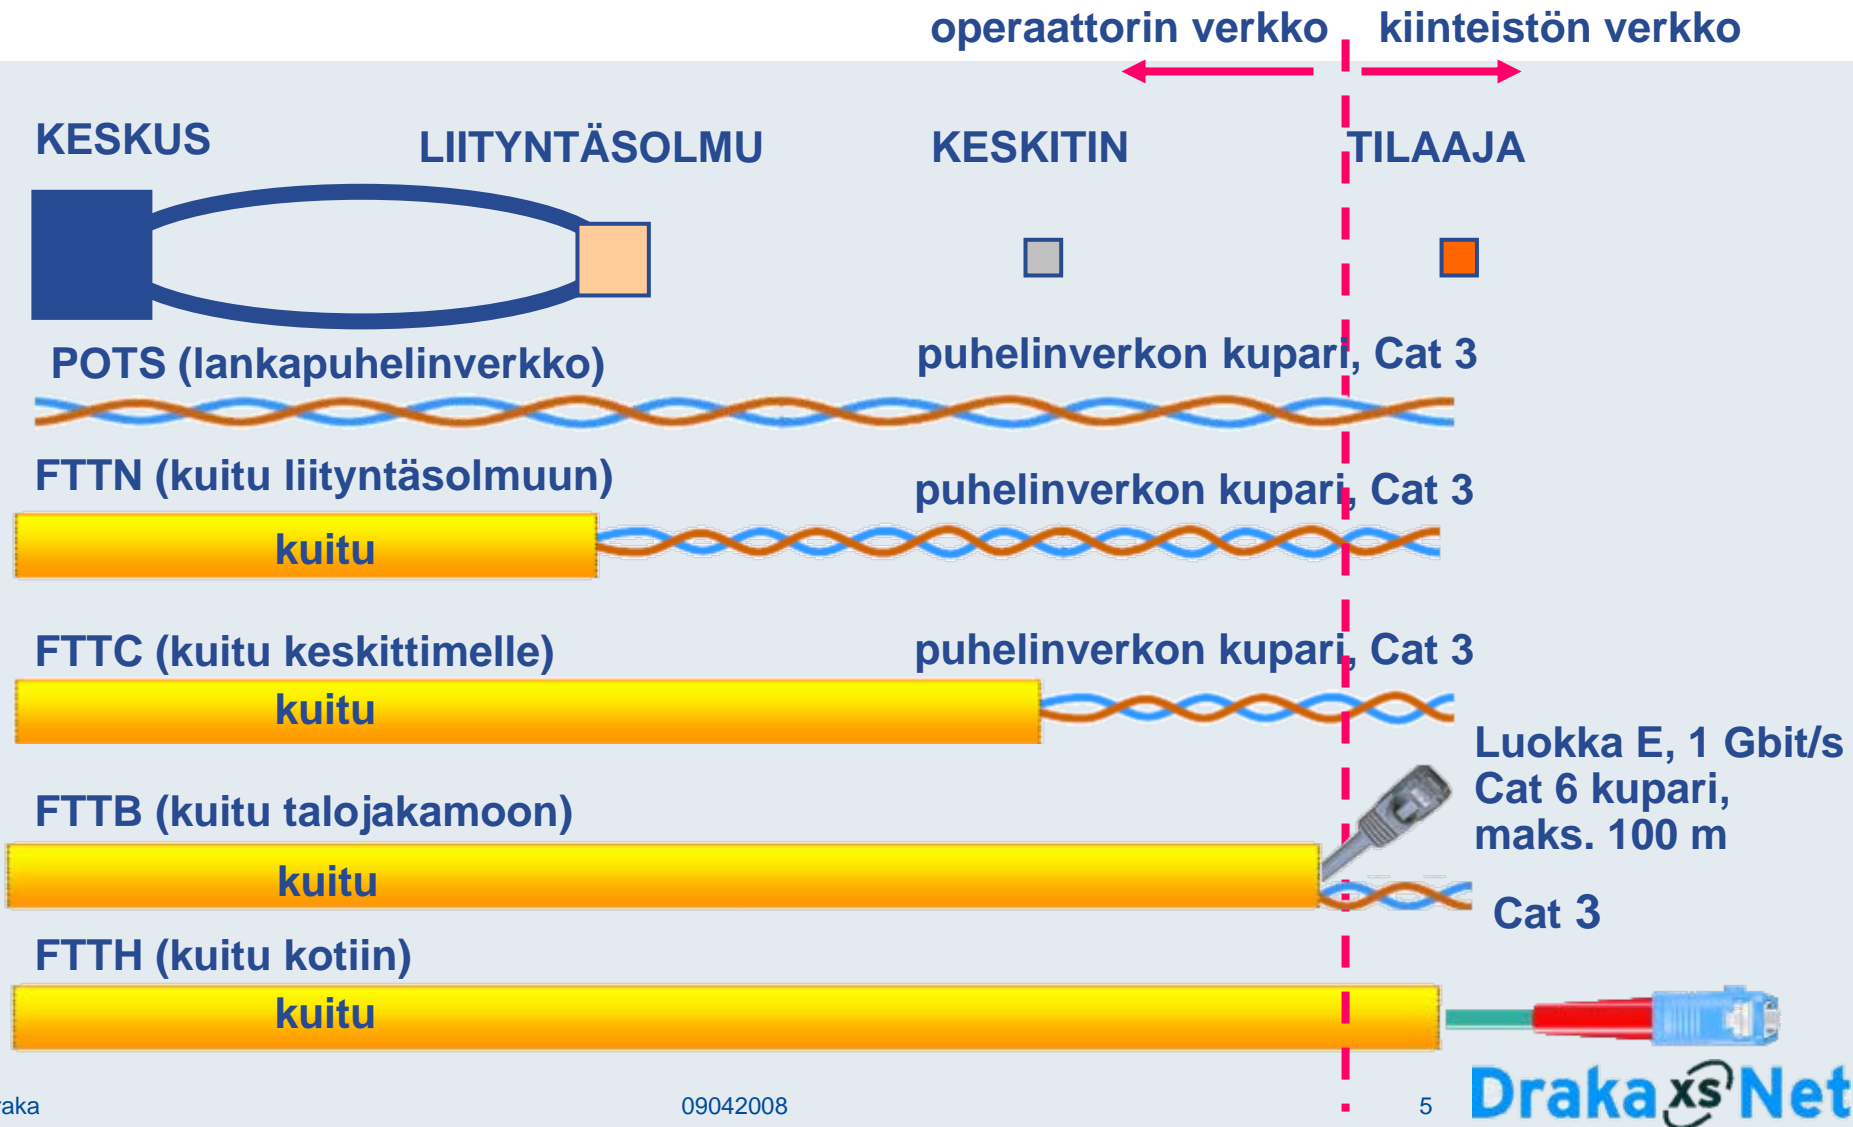 operaattorin verkko kiinteistön verkko
KESKUS LIITYNTÄSOLMU KESKITIN TILAAJA
POTS (lankapuhelinverkko) puhelinverkon kupari, Cat 3
FTTN (kuitu liityntäsolmuun) puhelinverkon kupari, Cat 3
kuitu
FTTC (kuitu keskittimelle) puhelinverkon kupari, Cat 3
kuitu
Luokka E, 1 Gbit/s
Cat 6 kupari,
maks. 100 m
FTTB (kuitu talojakamoon)
kuitu
Cat 3
FTTH (kuitu kotiin)
kuitu
raka 09042008 5 Draka xs Net